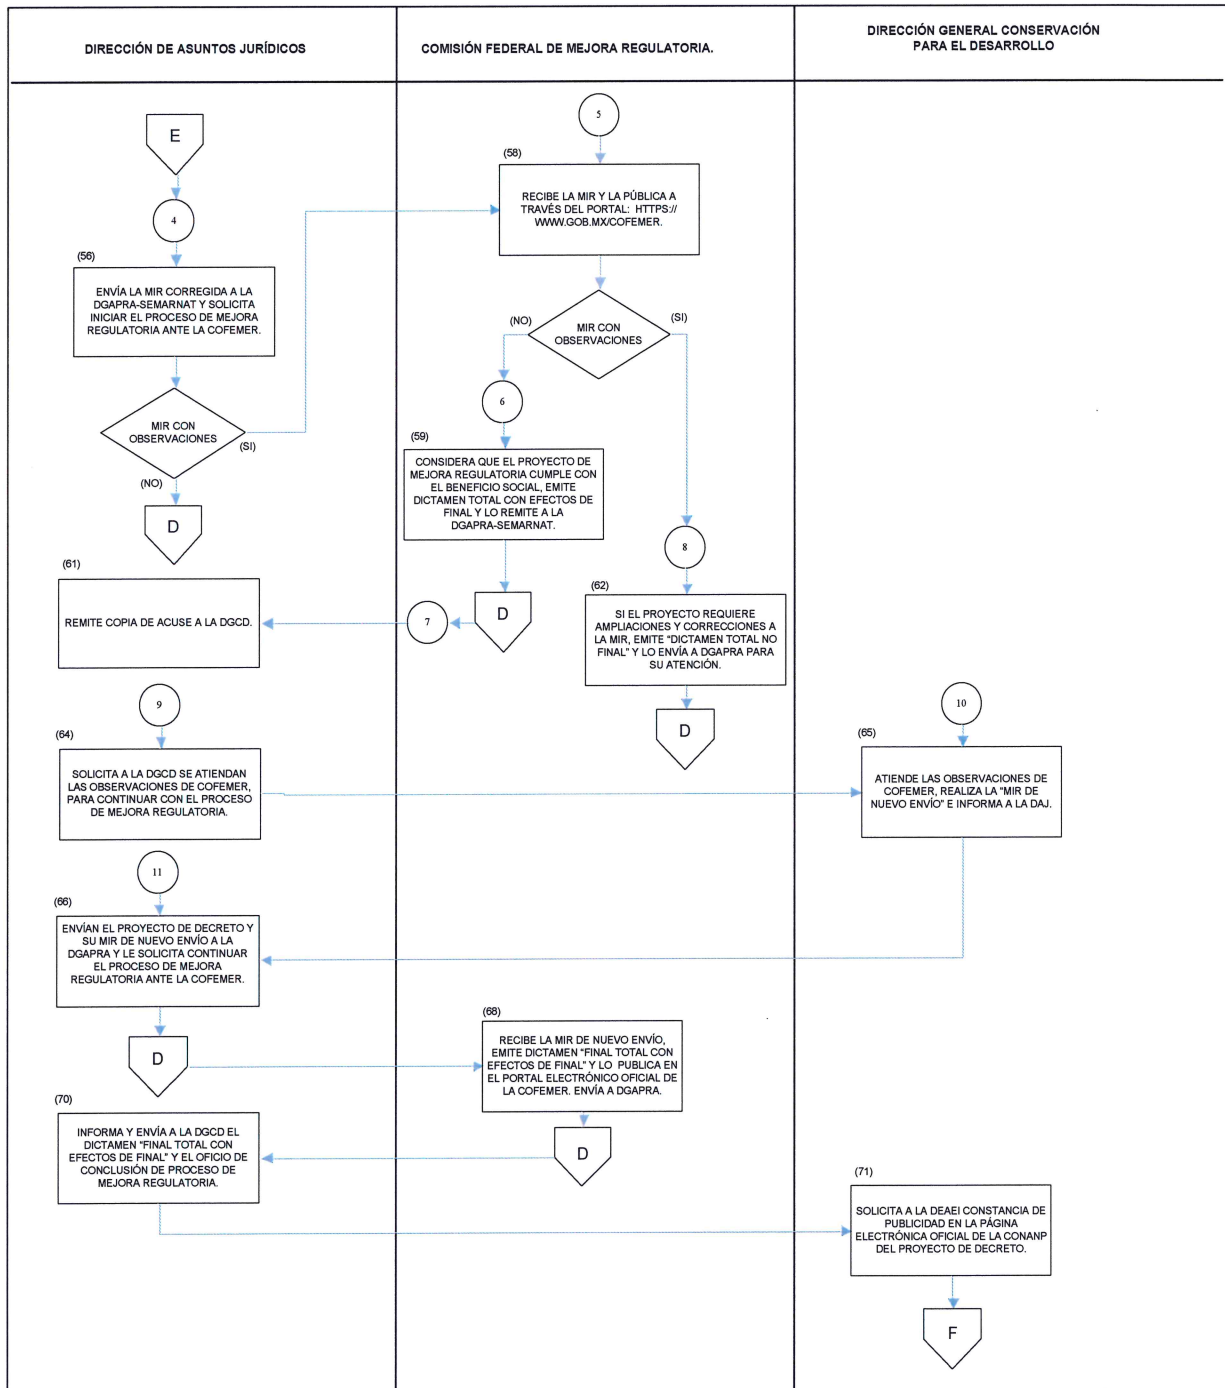 DIRECCIÓN DE ASUNTOS JURÍDICOS
COMISIÓN FEDERAL DE MEJORA REGULATORIA.
DIRECCIÓN GENERAL CONSERVACIÓN
PARA EL DESARROLLO
E
4
(56)
ENVÍA LA MIR CORREGIDA A LA
DGAPRA-SEMARNAT Y SOLICITA
INICIAR EL PROCESO DE MEJORA
REGULATORIA ANTE LA COFEMER.
MIR CON
OBSERVACIONES
(SI)
(NO)
D
5
(58)
RECIBE LA MIR Y LA PÚBLICA A
TRAVÉS DEL PORTAL: HTTPS://
WWW.GOB.MX/COFEMER.
(NO)
MIR CON
OBSERVACIONES
(SI)
6
(59)
CONSIDERA QUE EL PROYECTO DE
MEJORA REGULATORIA CUMPLE CON
EL BENEFICIO SOCIAL, EMITE
DICTAMEN TOTAL CON EFECTOS DE
FINAL Y LO REMITE A LA
DGAPRA-SEMARNAT.
D
7
(61)
REMITE COPIA DE ACUSE A LA DGCD.
8
(62)
SI EL PROYECTO REQUIERE
AMPLIACIONES Y CORRECCIONES A
LA MIR, EMITE “DICTAMEN TOTAL NO
FINAL” Y LO ENVÍA A DGAPRA PARA
SU ATENCIÓN.
D
9
(64)
SOLICITA A LA DGCD SE ATIENDAN
LAS OBSERVACIONES DE COFEMER,
PARA CONTINUAR CON EL PROCESO
DE MEJORA REGULATORIA.
10
(65)
ATIENDE LAS OBSERVACIONES DE
COFEMER, REALIZA LA “MIR DE
NUEVO ENVÍO” E INFORMA A LA DAJ.
11
(66)
ENVÍAN EL PROYECTO DE DECRETO Y
SU MIR DE NUEVO ENVÍO A LA
DGAPRA Y LE SOLICITA CONTINUAR
EL PROCESO DE MEJORA
REGULATORIA ANTE LA COFEMER.
D
(68)
RECIBE LA MIR DE NUEVO ENVÍO,
EMITE DICTAMEN “FINAL TOTAL CON
EFECTOS DE FINAL” Y LO PUBLICA EN
EL PORTAL ELECTRÓNICO OFICIAL DE
LA COFEMER. ENVÍA A DGAPRA.
D
(70)
INFORMA Y ENVÍA A LA DGCD EL
DICTAMEN “FINAL TOTAL CON
EFECTOS DE FINAL” Y EL OFICIO DE
CONCLUSIÓN DE PROCESO DE
MEJORA REGULATORIA.
(71)
SOLICITA A LA DEAEI CONSTANCIA DE
PUBLICIDAD EN LA PÁGINA
ELECTRÓNICA OFICIAL DE LA CONANP
DEL PROYECTO DE DECRETO.
F